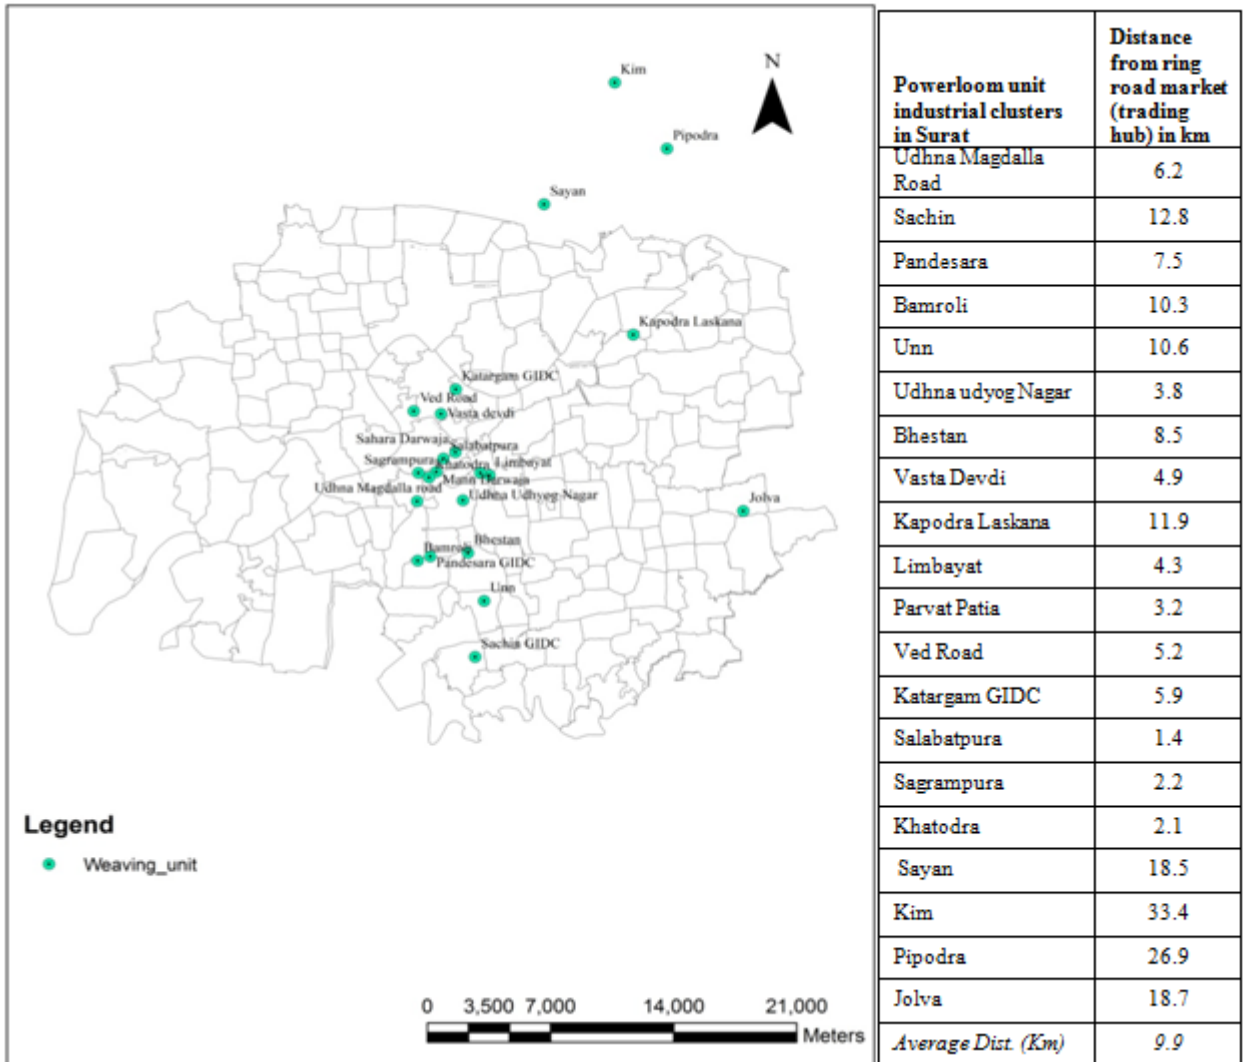 Kim
N
Pipodra
Sayan
Kapodra Laskana
Katargam GIDC
Ved Road
Vasta devdi
Sahara Darwaja
Salabatpura
Sagrampura
Khatodra
Limbayat
Mann Darwaja
Udhna Magdalla road
Udhna Udhyog Nagar
Jolva
Bamroli
Bhestan
Pandesara GIDC
Unn
Sachin GIDC
Legend
Weaving_unit
0 3,500 7,000 14,000 21,000
Meters
Powerloom unit
industrial clusters
in Surat
Distance
from ring
road market
(trading
hub) in km
Udhna Magdalla
Road
6.2
Sachin 12.8
Pandesara 7.5
Bamroli 10.3
Unn 10.6
Udhna udyog Nagar 3.8
Bhestan 8.5
Vasta Devdi 4.9
Kapodra Laskana 11.9
Limbayat 4.3
Parvat Patia 3.2
Ved Road 5.2
Katargam GIDC 5.9
Salabatpura 1.4
Sagrampura 2.2
Khatodra 2.1
Sayan 18.5
Kim 33.4
Pipodra 26.9
Jolva 18.7
Average Dist. (Km) 9.9